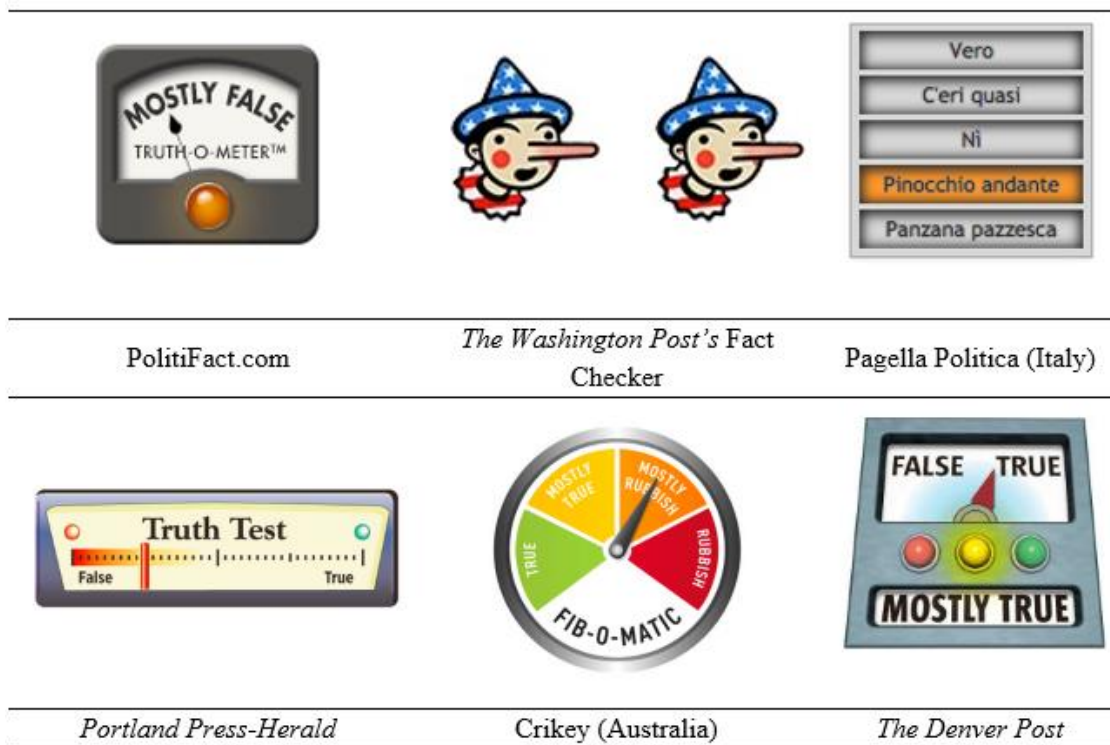 MOSTLY FALSE
TRUTH-O-METER™
Vero
C'eri quasi
Nì
Pinocchio andante
Panzana pazzesca
PolitiFact.com
The Washington Post's Fact
Checker
Pagella Politica (Italy)
Truth Test
False
True
TRUE
MOSTLY
TRUE
MOSTLY
RUBBISH
RUBBISH
FIB-O-MATIC
FALSE TRUE
MOSTLY TRUE
Portland Press-Herald
Crikey (Australia)
The Denver Post